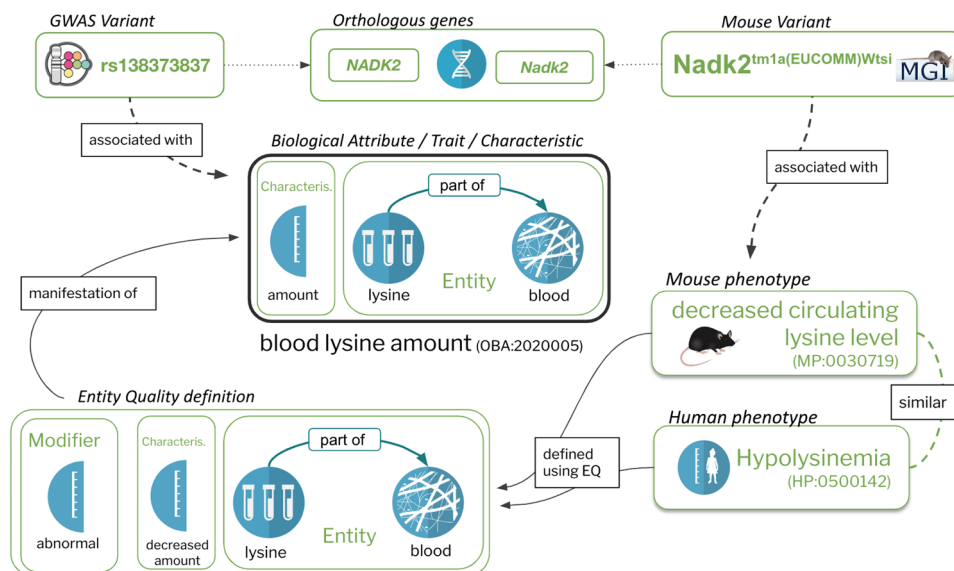 GWAS Variant
rs138373837
Orthologous genes
NADK2
Nadk2
Mouse Variant
Nadk2tm1a(EUCOMM)Wtsi
MGI
associated with
associated with
Biological Attribute / Trait / Characteristic
Characteris.
amount
part of
lysine
Entity
blood
blood lysine amount (OBA:2020005)
manifestation of
Mouse phenotype
decreased circulating
lysine level
(MP:0030719)
similar
Human phenotype
Hypolysinemia
(HP:0500142)
defined
using EQ
Entity Quality definition
Modifier
abnormal
Characteris.
decreased
amount
part of
lysine
Entity
blood